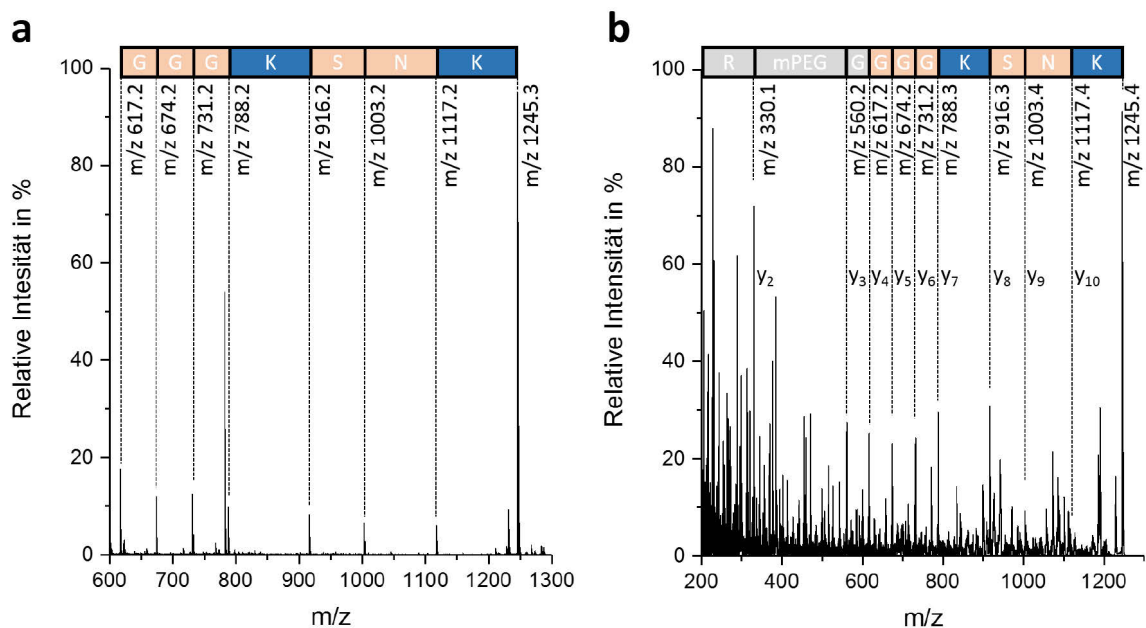 a
G G G K S N K
100
80
60
40
20
0
Relative Intesität in %
m/z 617.2
m/z 674.2
m/z 731.2
m/z 788.2
m/z 916.2
m/z 1003.2
m/z 1117.2
m/z 1245.3
600 700 800 900 1000 1100 1200 1300
m/z
b
R mPEG G G G G K S N K
100
80
60
40
20
0
Relative Intensität in %
m/z 330.1
m/z 560.2
m/z 617.2
m/z 674.2
m/z 731.2
m/z 788.3
m/z 916.3
m/z 1003.4
m/z 1117.4
m/z 1245.4
y2 y3 y4 y5 y6 y7 y8 y9 y10
200 400 600 800 1000 1200
m/z